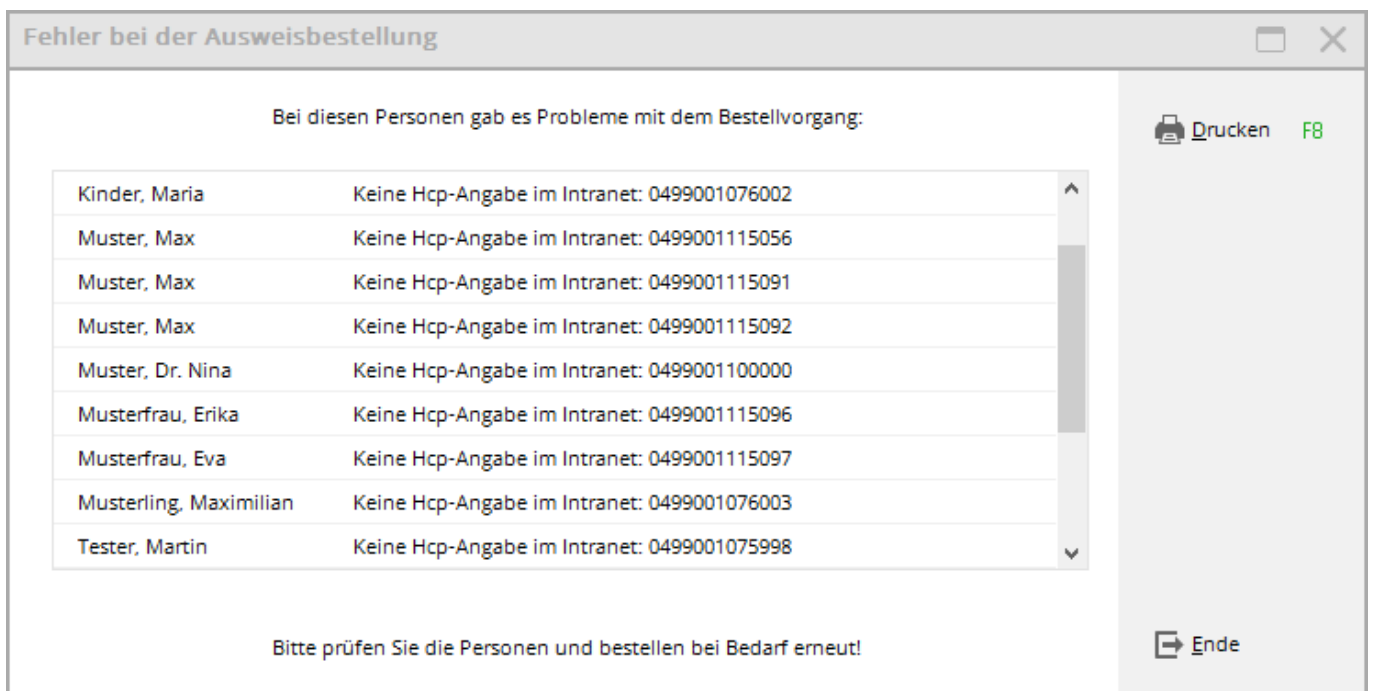 Fehler bei der Ausweisbestellung
Bei diesen Personen gab es Probleme mit dem Bestellvorgang:
Drucken F8
Kinder, Maria Keine Hcp-Angabe im Intranet: 0499001076002
Muster, Max Keine Hcp-Angabe im Intranet: 0499001115056
Muster, Max Keine Hcp-Angabe im Intranet: 0499001115091
Muster, Max Keine Hcp-Angabe im Intranet: 0499001115092
Muster, Dr. Nina Keine Hcp-Angabe im Intranet: 0499001100000
Musterfrau, Erika Keine Hcp-Angabe im Intranet: 0499001115096
Musterfrau, Eva Keine Hcp-Angabe im Intranet: 0499001115097
Musterling, Maximilian Keine Hcp-Angabe im Intranet: 0499001076003
Tester, Martin Keine Hcp-Angabe im Intranet: 0499001075998
Bitte prüfen Sie die Personen und bestellen bei Bedarf erneut!
Ende